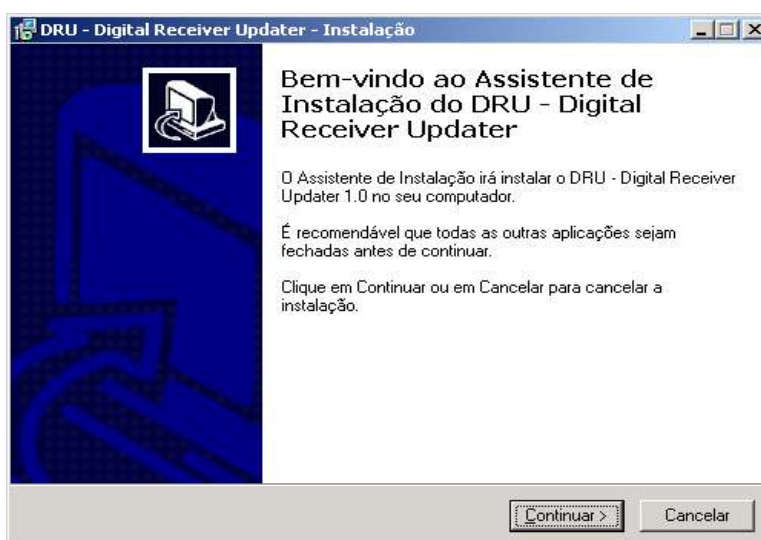 DRU - Digital Receiver Updater - Instalação
Bem-vindo ao Assistente de
Instalação do DRU - Digital
Receiver Updater
O Assistente de Instalação irá instalar o DRU - Digital Receiver
Updater 1.0 no seu computador.
É recomendável que todas as outras aplicações sejam
fechadas antes de continuar.
Clique em Continuar ou em Cancelar para cancelar a
instalação.
Continuar >
Cancelar